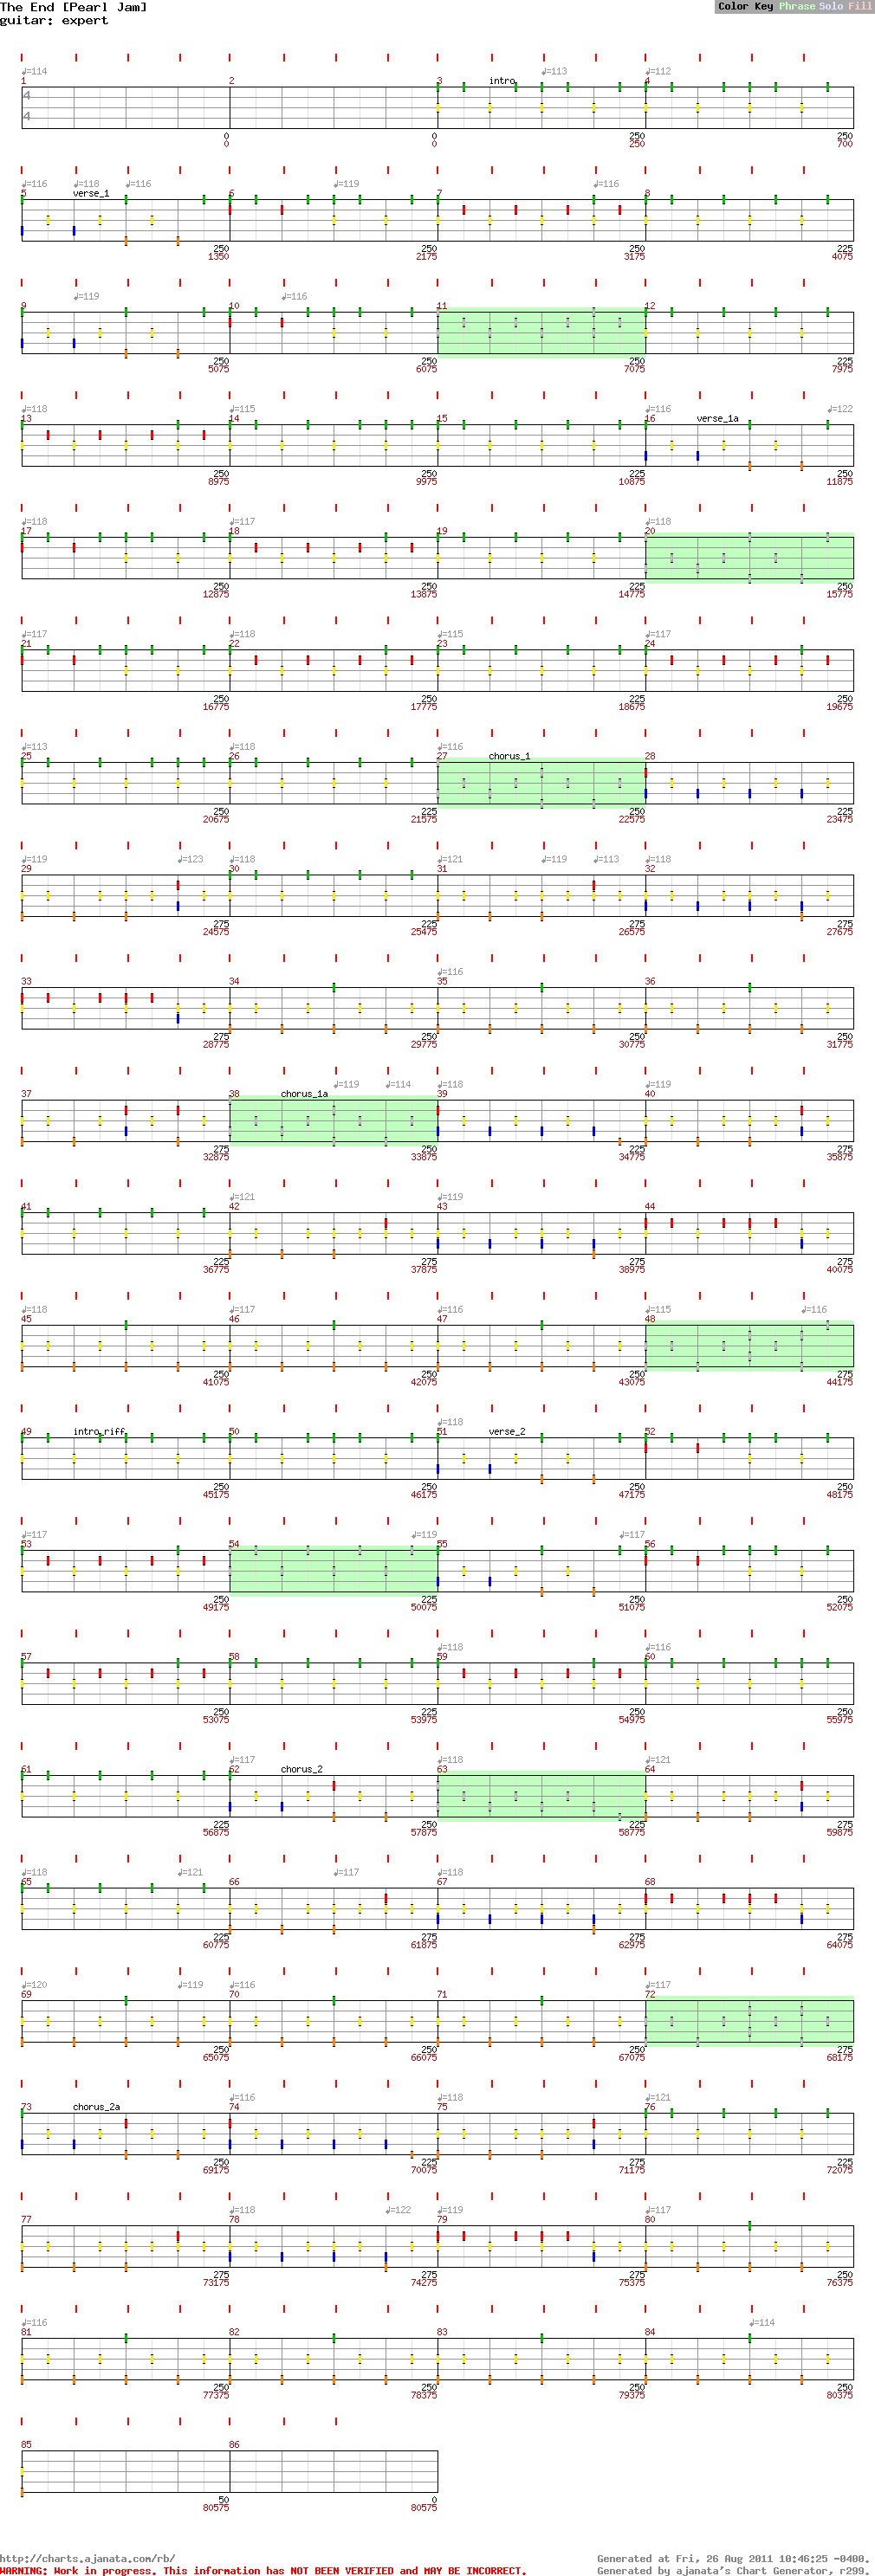 The End [Pearl Jam]
guitar: expert
Color Key Phrase Solo Fill
♩=114 ♩=113 ♩=112
1 2 3 intro 4
4
4
0 0 250 250
0 0 250 700
♩=116 ♩=118 ♩=116 ♩=119 ♩=116
5 verse_1 6 7 8
250 250 250 225
1350 2175 3175 4075
♩=119 ♩=116
9 10 11 12
250 250 250 225
5075 6075 7075 7975
♩=118 ♩=115 ♩=116 ♩=122
13 14 15 16 verse_1a
250 250 225 250
8975 9975 10875 11875
♩=118 ♩=117 ♩=118
17 18 19 20
250 250 225 250
12875 13875 14775 15775
♩=117 ♩=118 ♩=115 ♩=117
21 22 23 24
250 250 225 250
16775 17775 18675 19675
♩=113 ♩=118 ♩=116
25 26 27 chorus_1 28
250 225 250 225
20675 21575 22575 23475
♩=119 ♩=123 ♩=118 ♩=121 ♩=119 ♩=113 ♩=118
29 30 31 32
275 225 275 275
24575 25475 26575 27675
♩=116
33 34 35 36
275 250 250 250
28775 29775 30775 31775
♩=119 ♩=114 ♩=118 ♩=119
37 38 chorus_1a 39 40
275 250 225 275
32875 33875 34775 35875
♩=121 ♩=119
41 42 43 44
225 275 275 275
36775 37875 38975 40075
♩=118 ♩=117 ♩=116 ♩=115 ♩=116
45 46 47 48
250 250 250 275
41075 42075 43075 44175
♩=118
49 intro_riff 50 51 verse_2 52
250 250 250 250
45175 46175 47175 48175
♩=117 ♩=119 ♩=117
53 54 55 56
250 225 250 250
49175 50075 51075 52075
♩=118 ♩=116
57 58 59 60
250 225 250 250
53075 53975 54975 55975
♩=117 ♩=118 ♩=121
61 62 chorus_2 63 64
225 250 225 275
56875 57875 58775 59875
♩=118 ♩=121 ♩=117 ♩=118
65 66 67 68
225 275 275 275
60775 61875 62975 64075
♩=120 ♩=119 ♩=116 ♩=117
69 70 71 72
250 250 250 275
65075 66075 67075 68175
♩=116 ♩=118 ♩=121
73 chorus_2a 74 75 76
250 225 275 225
69175 70075 71175 72075
♩=118 ♩=122 ♩=119 ♩=117
77 78 79 80
275 275 275 250
73175 74275 75375 76375
♩=116 ♩=114
81 82 83 84
250 250 250 250
77375 78375 79375 80375
85 86
50 0
80575 80575
http://charts.ajanata.com/rb/ Generated at Fri, 26 Aug 2011 10:46:25 -0400.
WARNING: Work in progress. This information has NOT BEEN VERIFIED and MAY BE INCORRECT. Generated by ajanata's Chart Generator, r299.